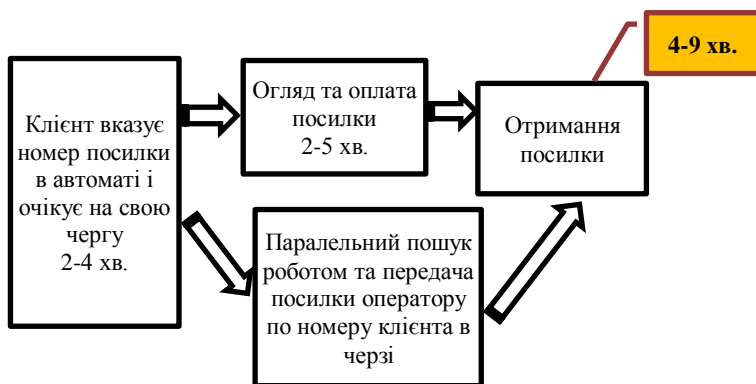 Клієнт вказує
номер посилки
в автоматі і
очікує на свою
чергу
2-4 хв.
Огляд та оплата
посилки
2-5 хв.
Паралельний пошук
роботом та передача
посилки оператору
по номеру клієнта в
черзі
Отримання
посилки
4-9 хв.